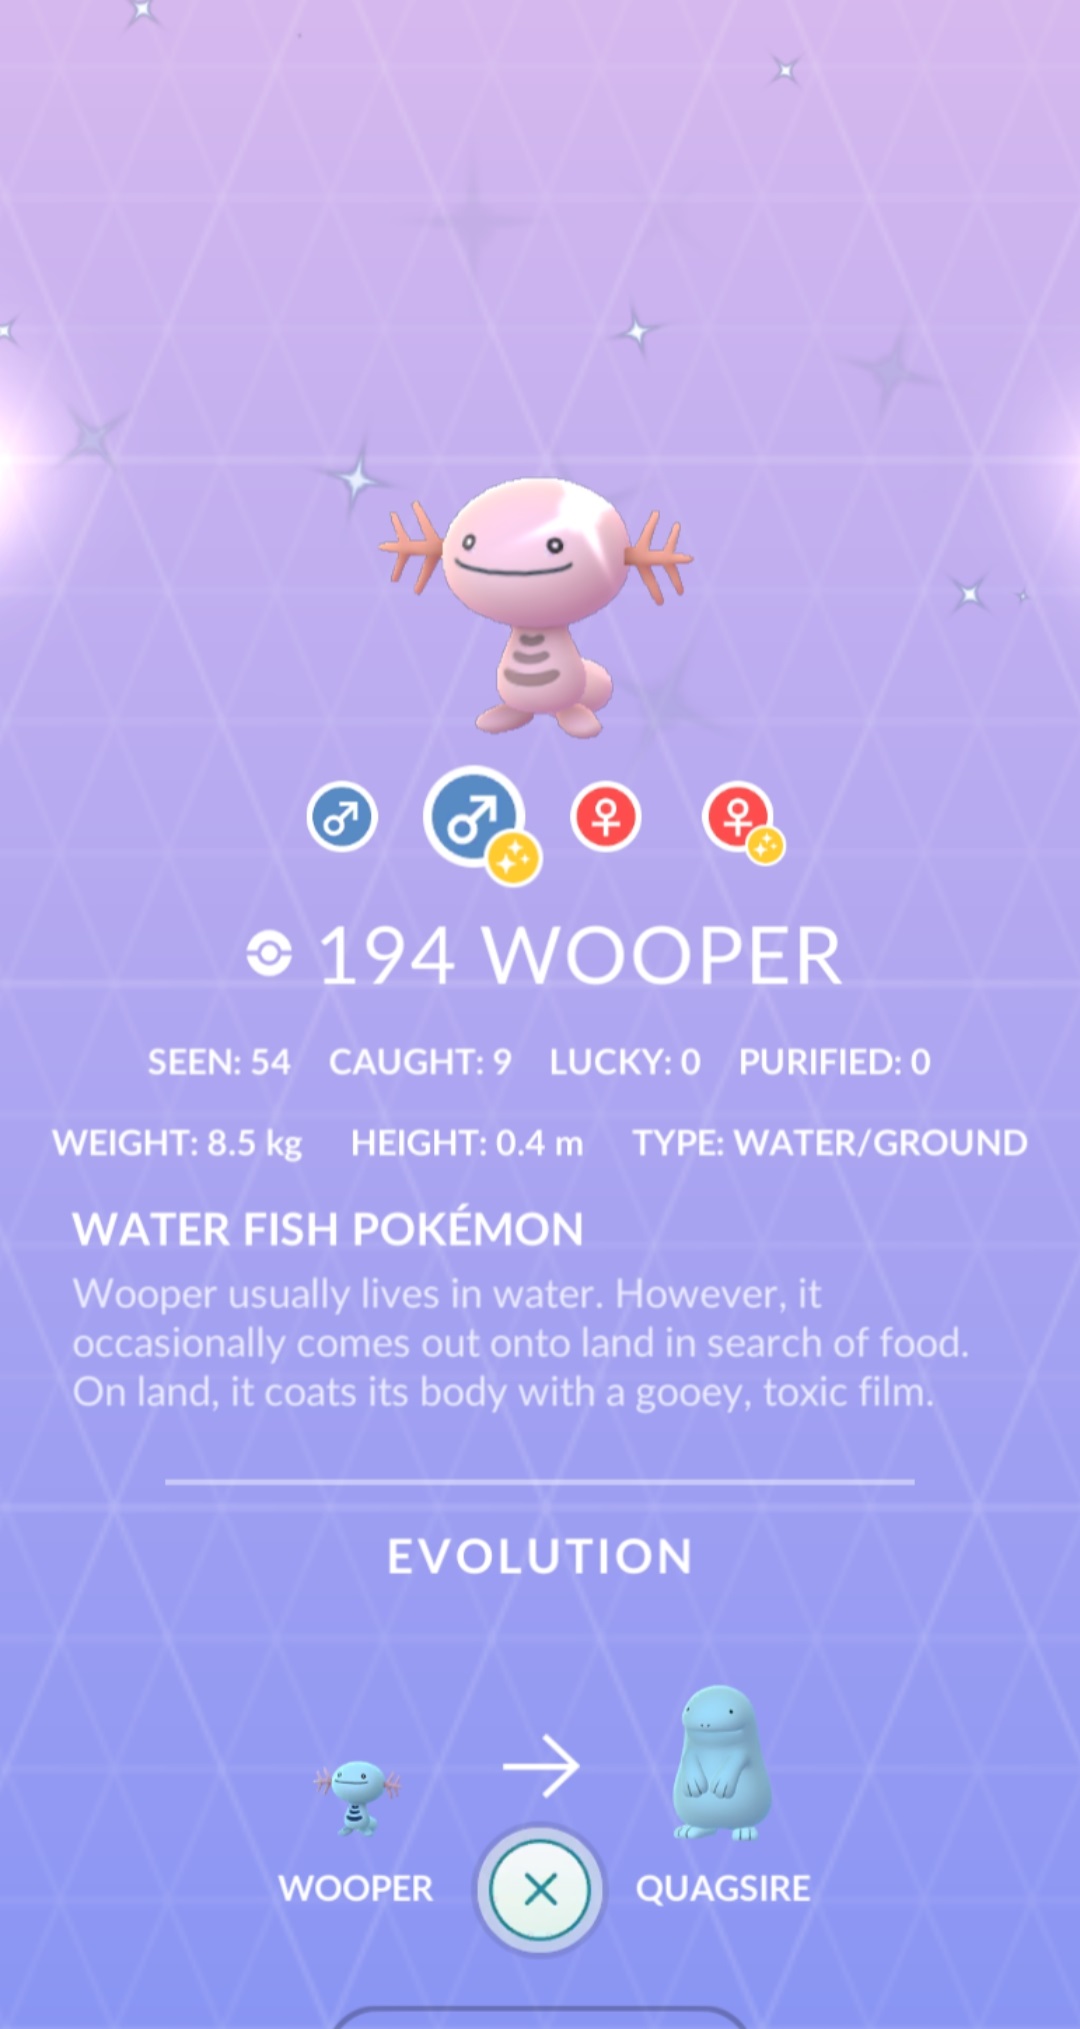 194 WOOPER
SEEN: 54 CAUGHT: 9 LUCKY: 0 PURIFIED: 0
WEIGHT: 8.5 kg HEIGHT: 0.4 m TYPE: WATER/GROUND
WATER FISH POKÉMON
Wooper usually lives in water. However, it
occasionally comes out onto land in search of food.
On land, it coats its body with a gooey, toxic film.
EVOLUTION
WOOPER QUAGSIRE